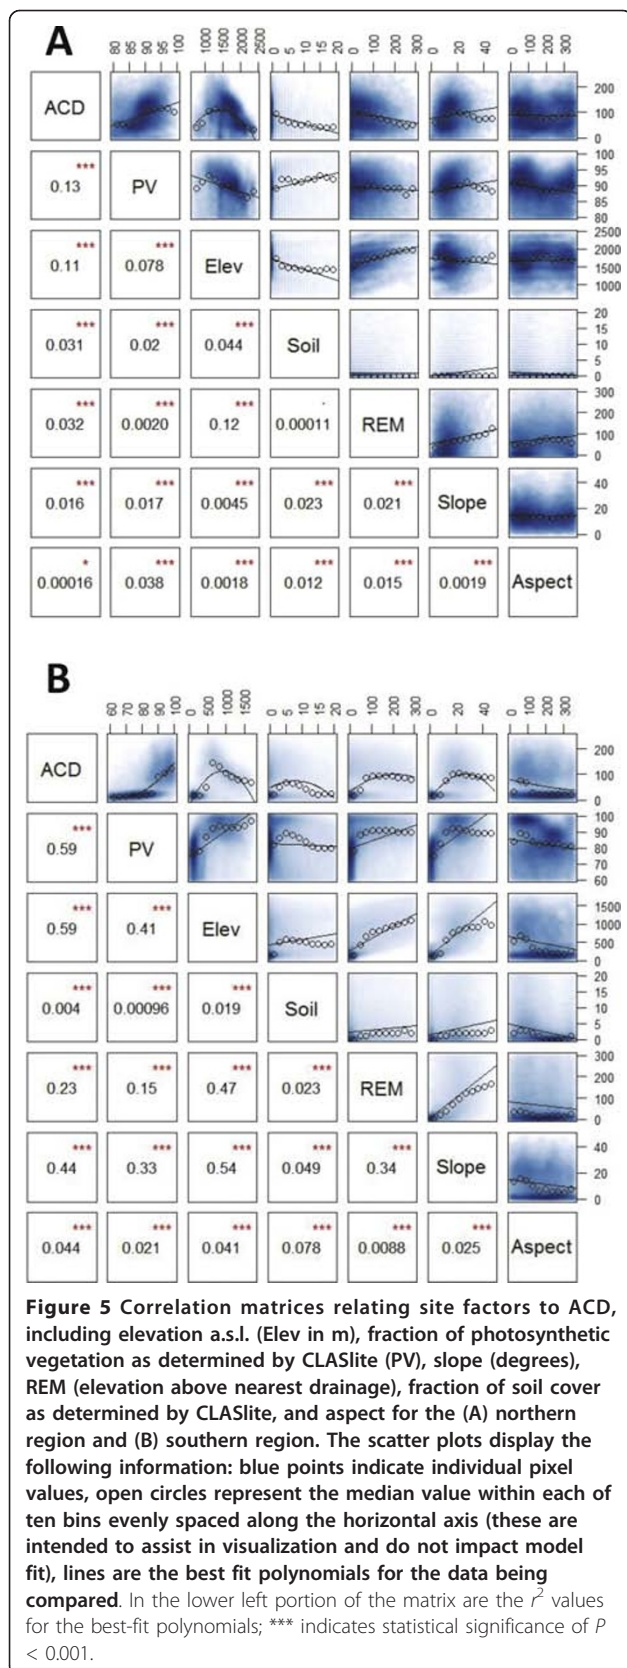 A
80 85 90 95 100 1000 1500 2000 2500 0 5 10 15 20 0 100 200 300 0 20 40 0 100 200 300
ACD 0 100 200
*** 0.13 PV 80 85 90 95 100
*** 0.11 *** 0.078 Elev 1000 1500 2000 2500
*** 0.031 *** 0.02 *** 0.044 Soil 0 5 10 15 20
*** 0.032 *** 0.0020 *** 0.12 . 0.00011 REM 0 100 200 300
*** 0.016 *** 0.017 *** 0.0045 *** 0.023 *** 0.021 Slope 0 20 40
* 0.00016 *** 0.038 *** 0.0018 *** 0.012 *** 0.015 *** 0.0019 Aspect
B
60 70 80 90 100 0 500 1000 1500 0 5 10 15 20 0 100 200 300 0 20 40 0 100 200 300
ACD 0 100 200
*** 0.59 PV 60 70 80 90 100
*** 0.59 *** 0.41 Elev 0 500 1000 1500
*** 0.004 *** 0.00096 *** 0.019 Soil 0 5 10 15 20
*** 0.23 *** 0.15 *** 0.47 *** 0.023 REM 0 100 200 300
*** 0.44 *** 0.33 *** 0.54 *** 0.049 *** 0.34 Slope 0 20 40
*** 0.044 *** 0.021 *** 0.041 *** 0.078 *** 0.0088 *** 0.025 Aspect
Figure 5 Correlation matrices relating site factors to ACD,
including elevation a.s.l. (Elev in m), fraction of photosynthetic
vegetation as determined by CLASlite (PV), slope (degrees),
REM (elevation above nearest drainage), fraction of soil cover
as determined by CLASlite, and aspect for the (A) northern
region and (B) southern region. The scatter plots display the
following information: blue points indicate individual pixel
values, open circles represent the median value within each of
ten bins evenly spaced along the horizontal axis (these are
intended to assist in visualization and do not impact model
fit), lines are the best fit polynomials for the data being
compared. In the lower left portion of the matrix are the r² values
for the best-fit polynomials; *** indicates statistical significance of P
< 0.001.